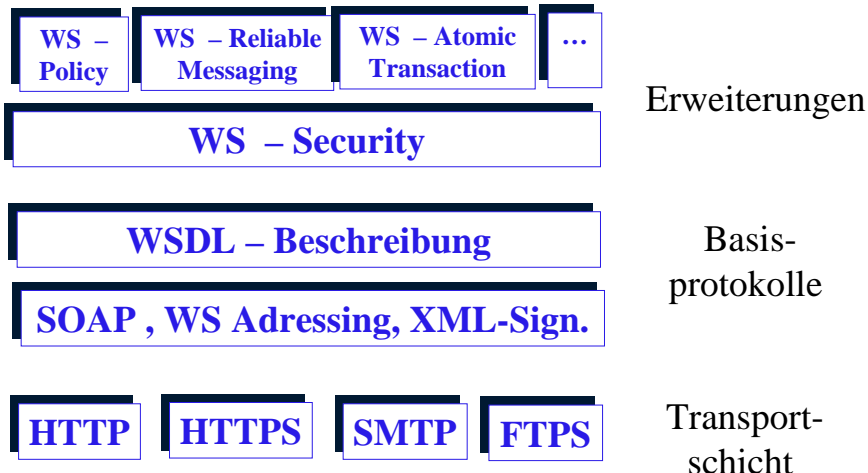 WS –
Policy
WS – Reliable
Messaging
WS – Atomic
Transaction
…
WS – Security
Erweiterungen
WSDL – Beschreibung
SOAP , WS Adressing, XML-Sign.
Basis-
protokolle
HTTP
HTTPS
SMTP
FTPS
Transport-
schicht